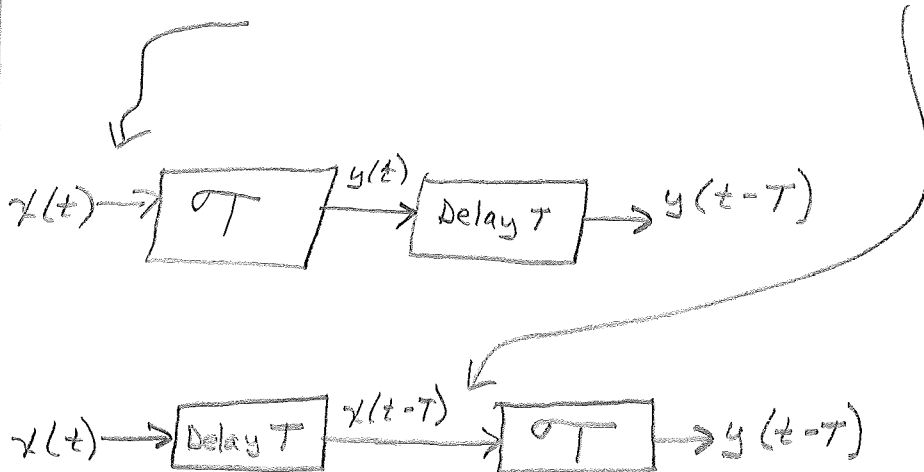 x(t) → T y(t) → Delay T → y(t-T)
x(t) → Delay T x(t-T) → T → y(t-T)